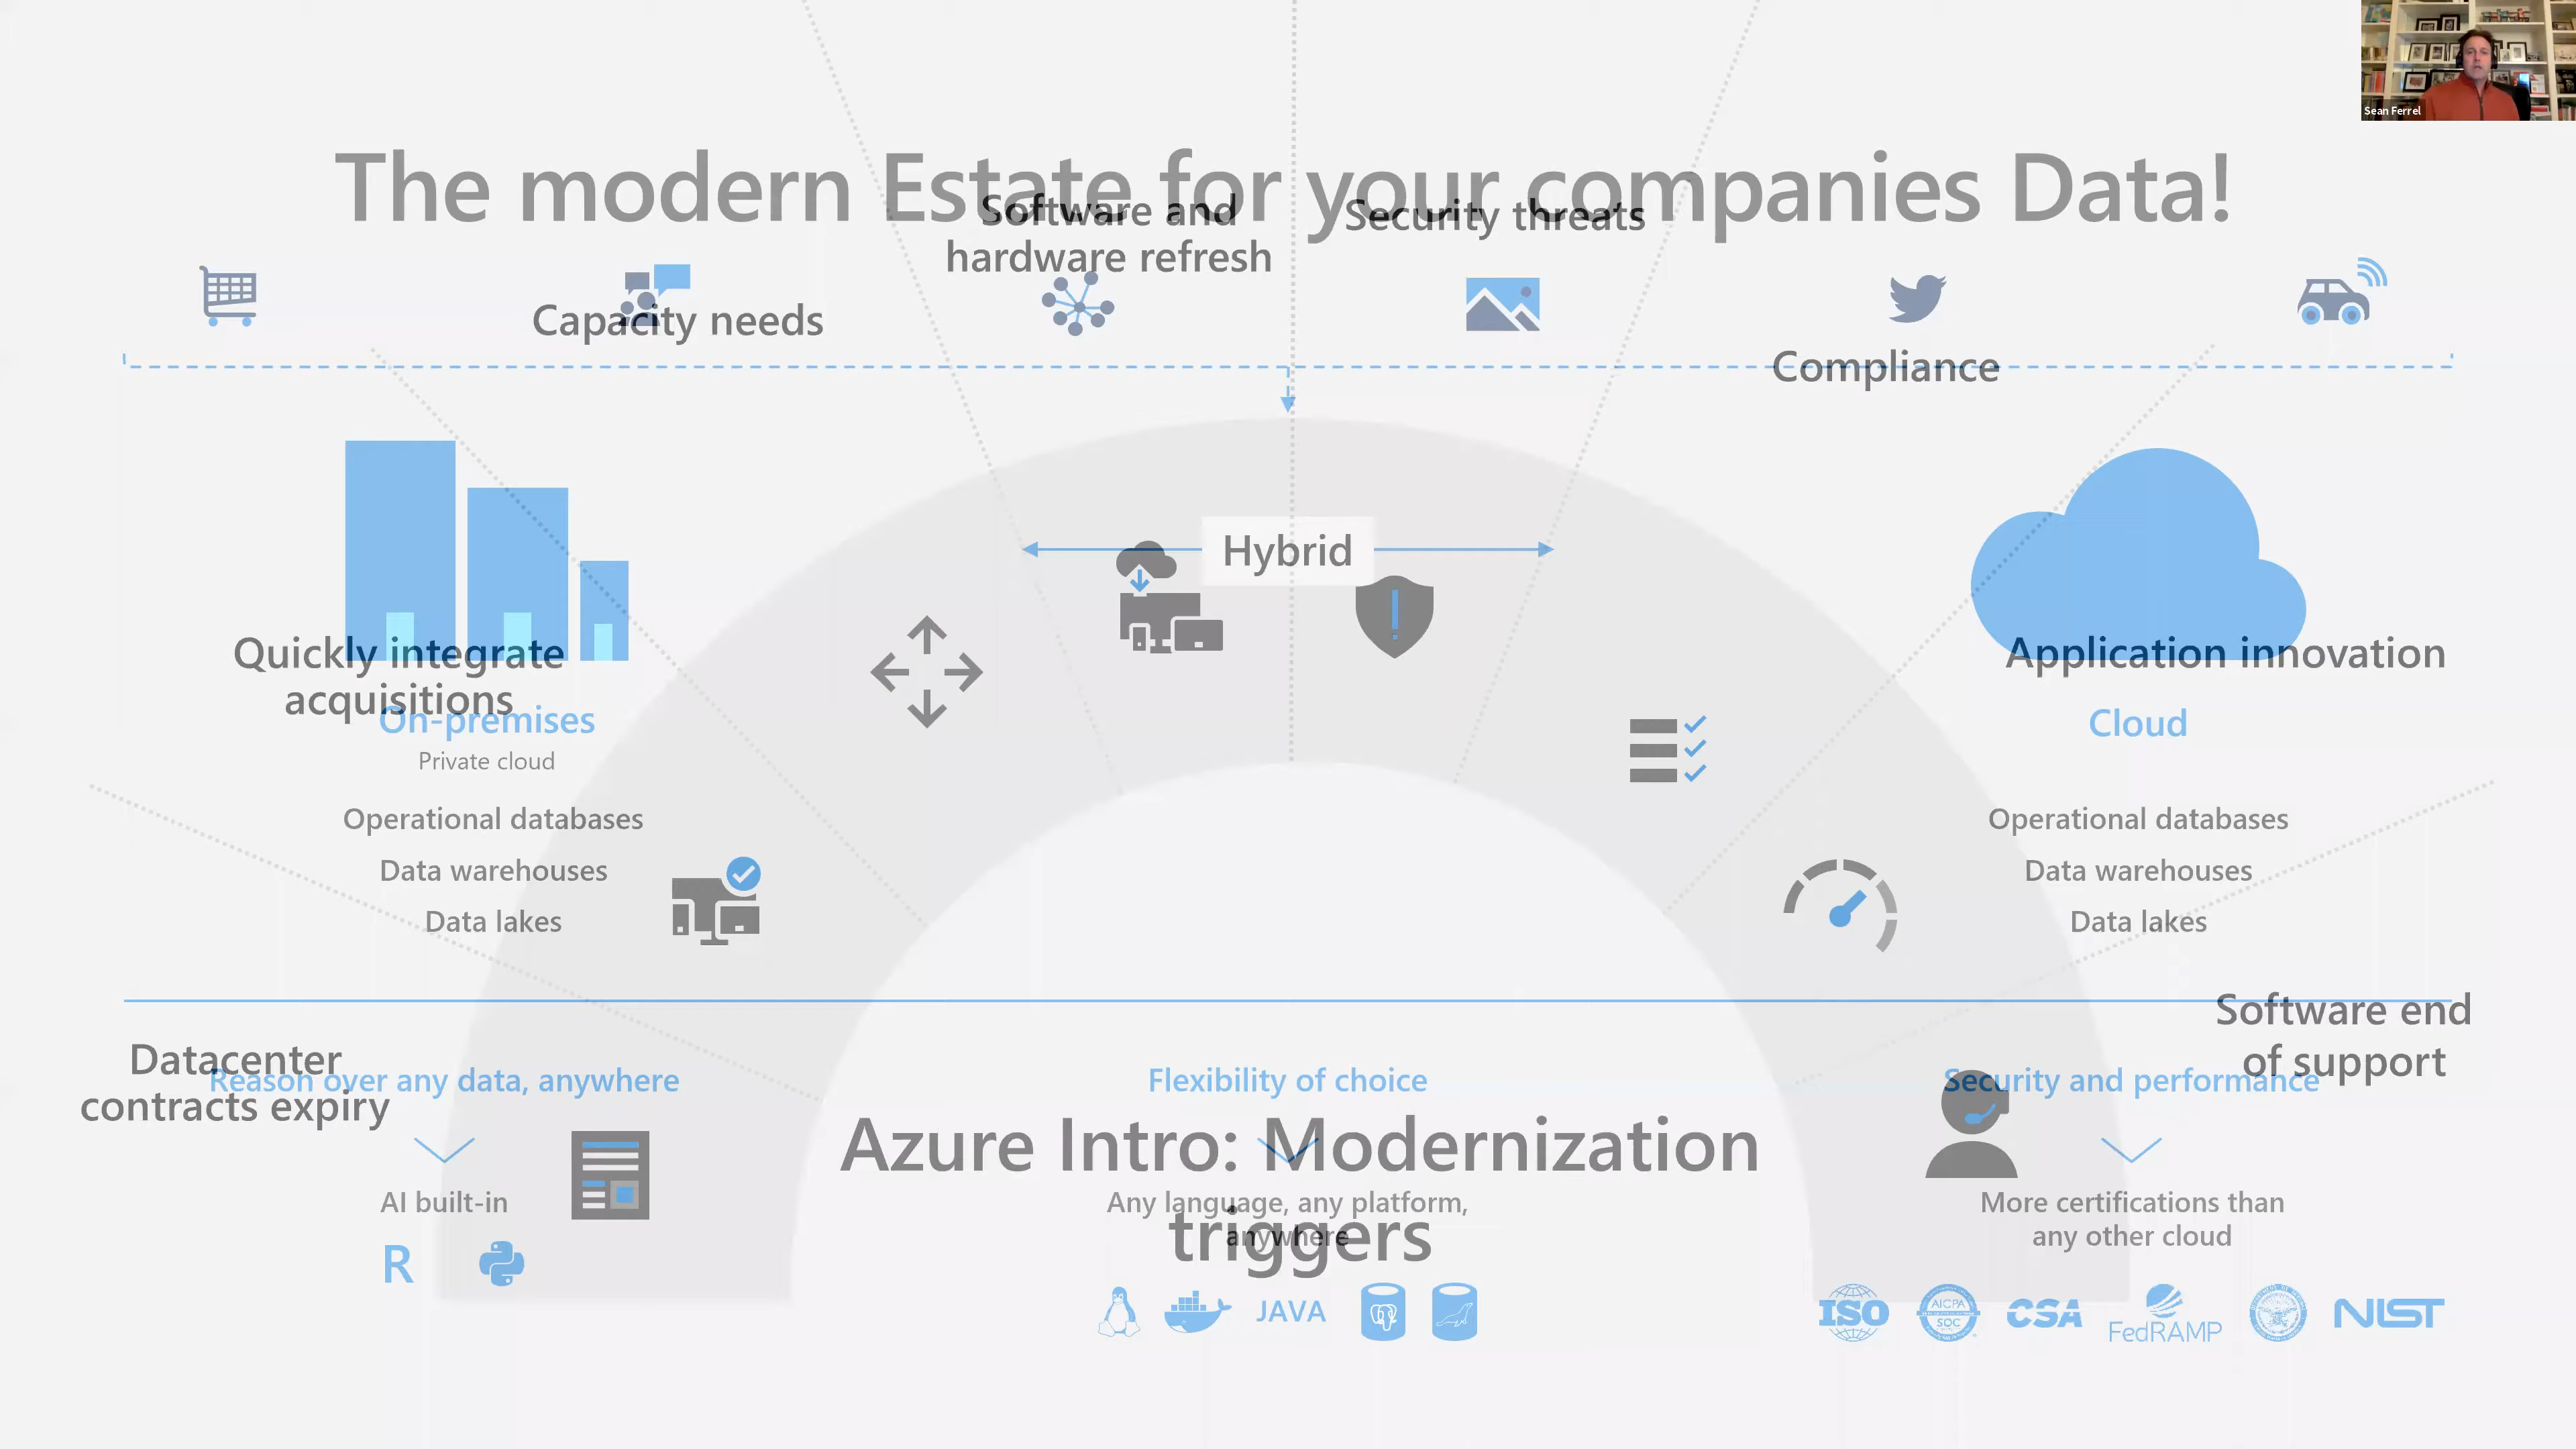 Sean Ferrel
The modern Estate for your companies Data!
Software and
hardware refresh
Security threats
Capacity needs
Compliance
Hybrid
Quickly integrate
acquisitions
Application innovation
On-premises
Private cloud
Cloud
Operational databases
Data warehouses
Data lakes
Operational databases
Data warehouses
Data lakes
Datacenter
contracts expiry
Software end
of support
Reason over any data, anywhere
Flexibility of choice
Security and performance
Azure Intro: Modernization
triggers
AI built-in
Any language, any platform,
anywhere
More certifications than
any other cloud
R
JAVA
ISO
AICPA
SOC
CSA
FedRAMP
NIST